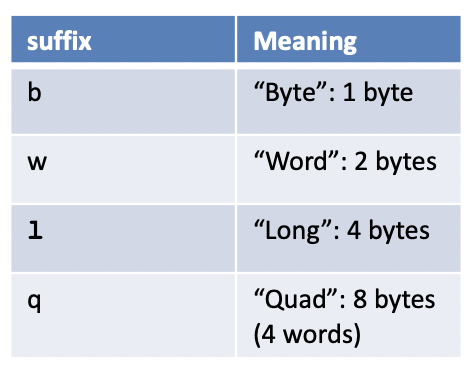 suffix Meaning
b “Byte”: 1 byte
w “Word”: 2 bytes
l “Long”: 4 bytes
q “Quad”: 8 bytes
(4 words)